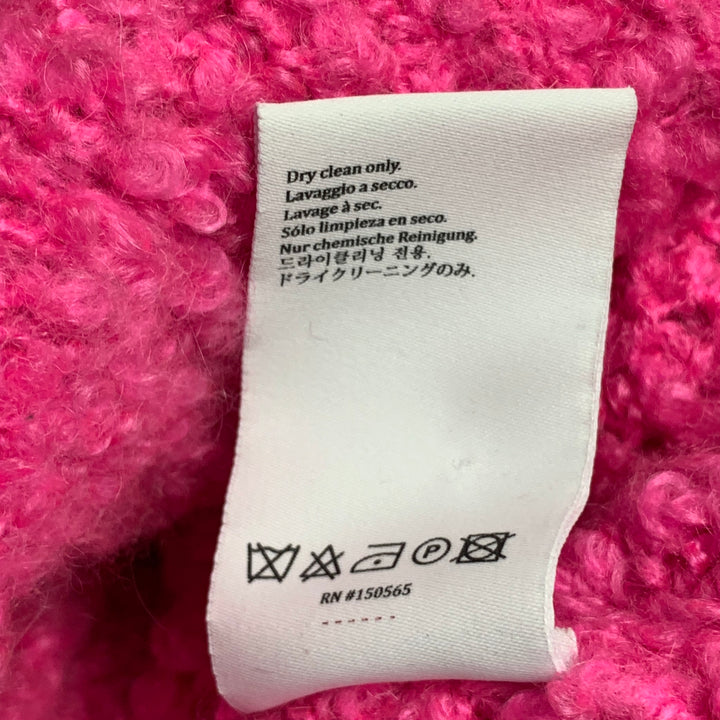 Dry clean only.
Lavaggio a secco.
Lavage à sec.
Sólo limpieza en seco.
Nur chemische Reinigung.
드라이클리닝 전용.
ドライクリーニングのみ.
P
RN #150565